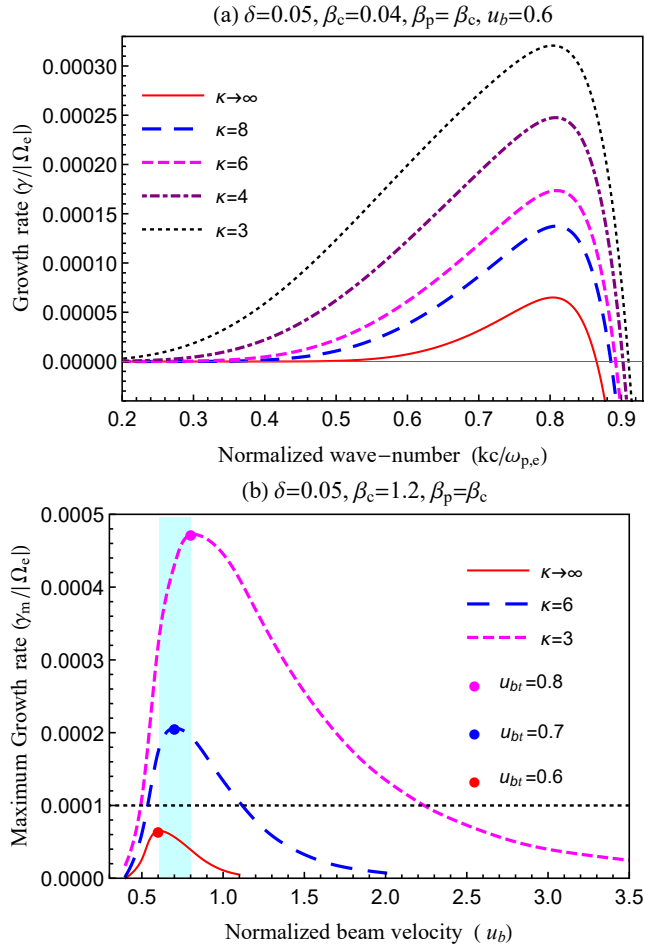 (a) δ=0.05, βc=0.04, βp= βc, ub=0.6
Growth rate (γ/|Ωe|)
0.00030
0.00025
0.00020
0.00015
0.00010
0.00005
0.00000
κ→∞
κ=8
κ=6
κ=4
κ=3
0.2 0.3 0.4 0.5 0.6 0.7 0.8 0.9
Normalized wave−number (kc/ωp,e)
(b) δ=0.05, βc=1.2, βp=βc
Maximum Growth rate (γm/|Ωe|)
0.0005
0.0004
0.0003
0.0002
0.0001
0.0000
κ→∞
κ=6
κ=3
ubt=0.8
ubt=0.7
ubt=0.6
0.5 1.0 1.5 2.0 2.5 3.0 3.5
Normalized beam velocity ( ub)